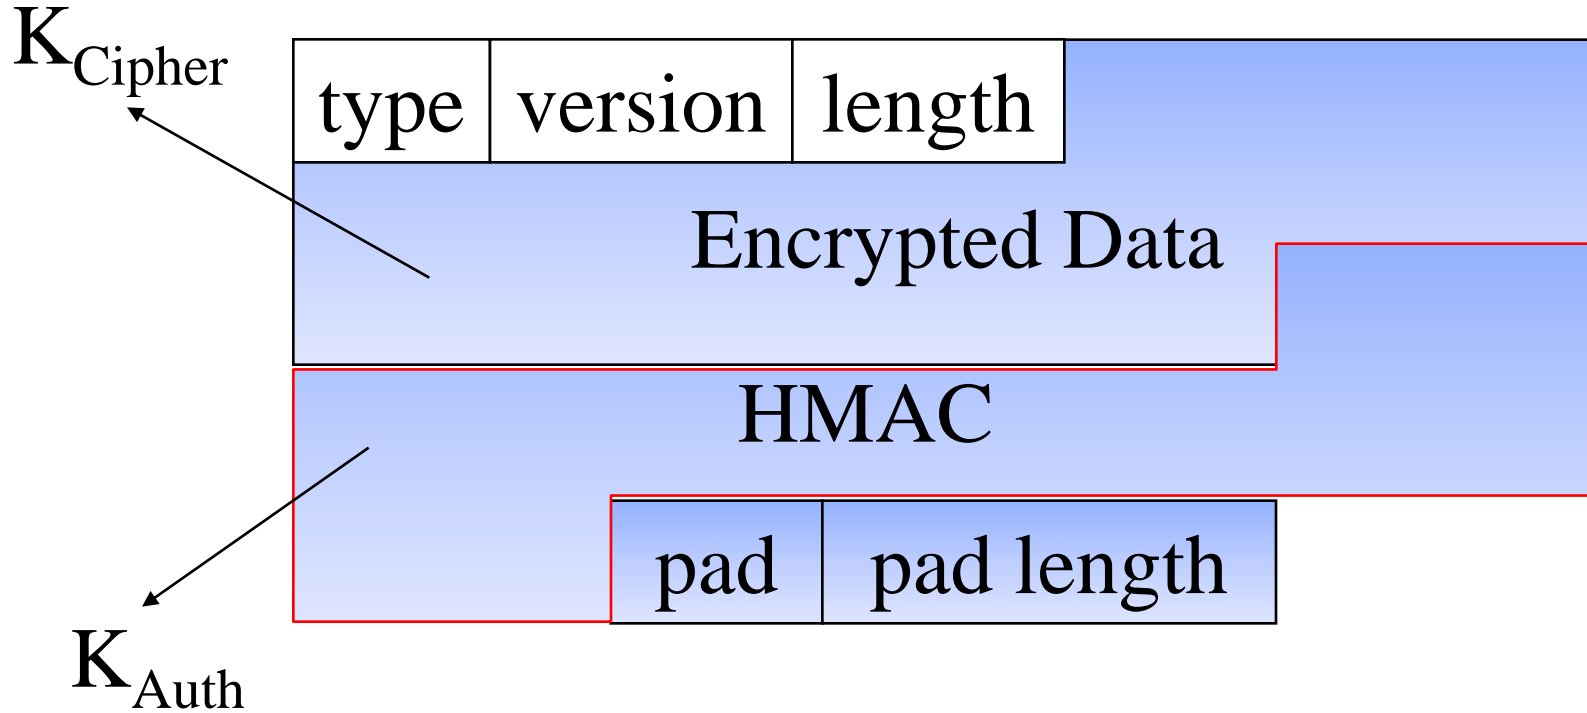 K_Cipher
type version length
Encrypted Data
HMAC
pad pad length
K_Auth